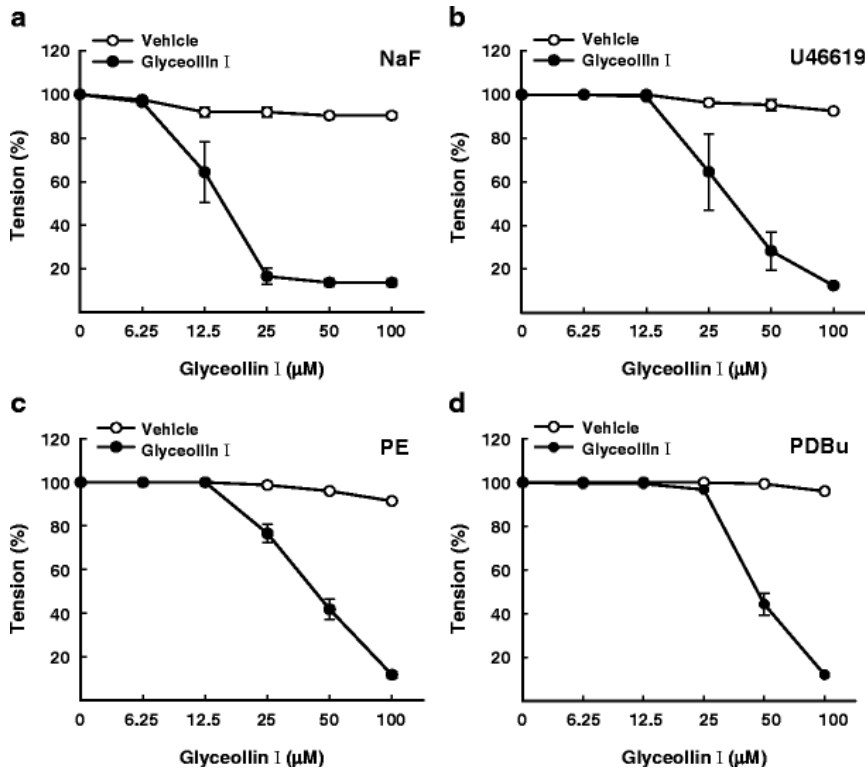 a
Vehicle
Glyceollin I
NaF
120
100
80
60
40
20
Tension (%)
0 6.25 12.5 25 50 100
Glyceollin I (μM)
b
Vehicle
Glyceollin I
U46619
120
100
80
60
40
20
Tension (%)
0 6.25 12.5 25 50 100
Glyceollin I (μM)
c
Vehicle
Glyceollin I
PE
120
100
80
60
40
20
Tension (%)
0 6.25 12.5 25 50 100
Glyceollin I (μM)
d
Vehicle
Glyceollin I
PDBu
120
100
80
60
40
20
Tension (%)
0 6.25 12.5 25 50 100
Glyceollin I (μM)